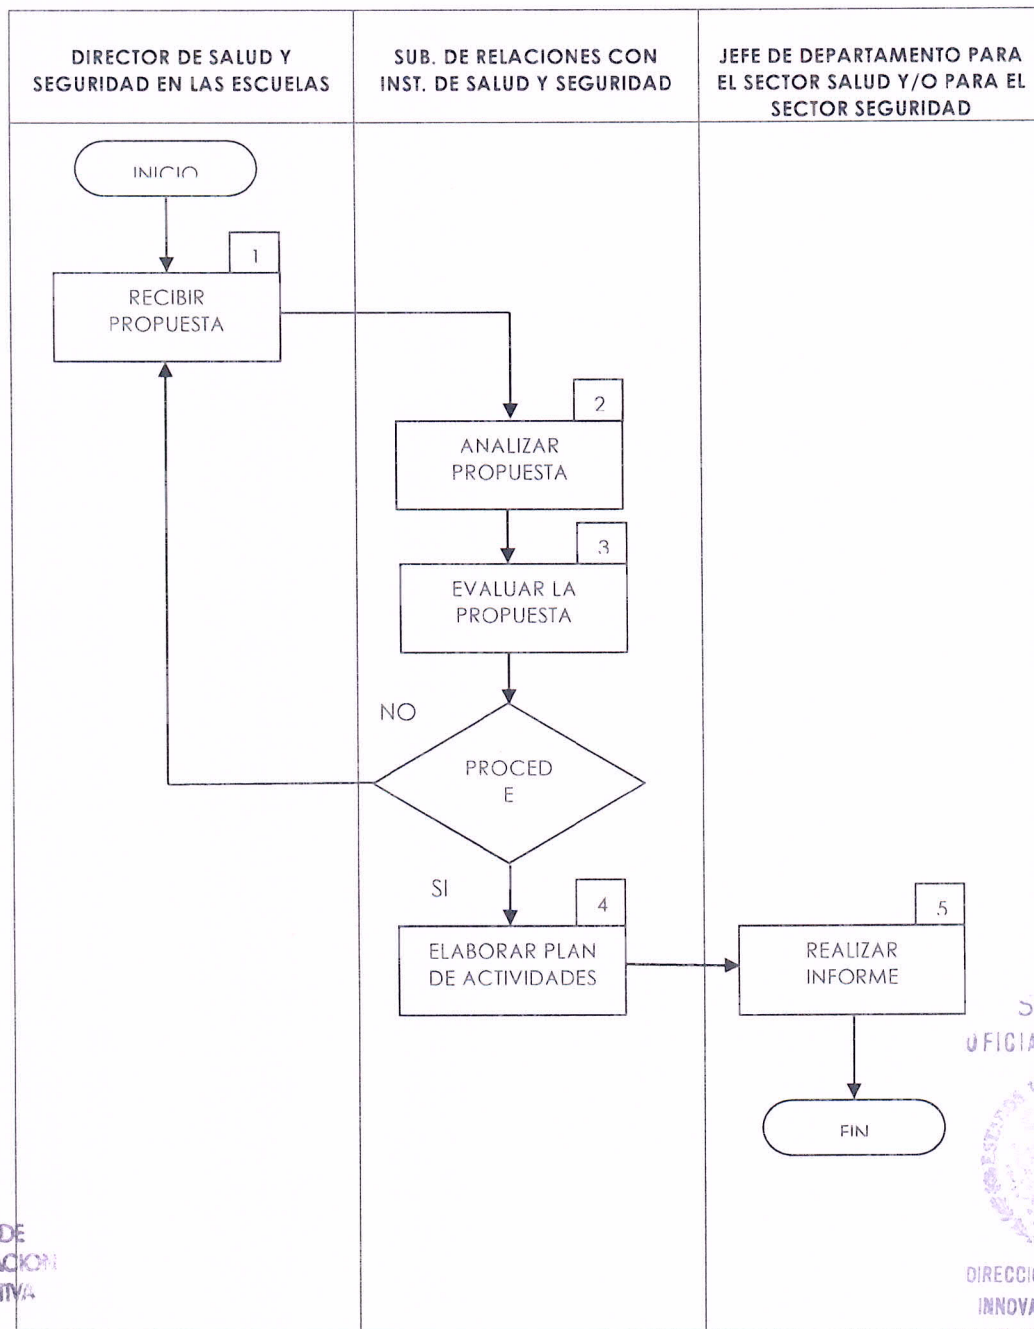 DIRECTOR DE SALUD Y
SEGURIDAD EN LAS ESCUELAS
SUB. DE RELACIONES CON
INST. DE SALUD Y SEGURIDAD
JEFE DE DEPARTAMENTO PARA
EL SECTOR SALUD Y/O PARA EL
SECTOR SEGURIDAD
INICIO
1
RECIBIR
PROPUESTA
2
ANALIZAR
PROPUESTA
3
EVALUAR LA
PROPUESTA
NO
PROCED
E
SI
4
ELABORAR PLAN
DE ACTIVIDADES
5
REALIZAR
INFORME
FIN
DE